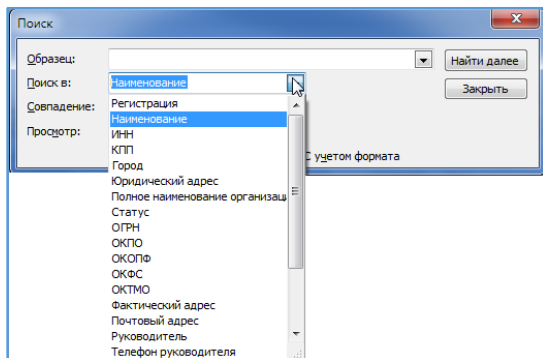 Поиск
Образец:
Найти далее
Поиск в:
Наименование
Закрыть
Совпадение:
Регистрация
Наименование
Просмотр:
ИНН
КПП
С учетом формата
Город
Юридический адрес
Полное наименование организац
Статус
ОГРН
ОКПО
ОКОПФ
ОКФС
ОКТМО
Фактический адрес
Почтовый адрес
Руководитель
Телефон руководителя